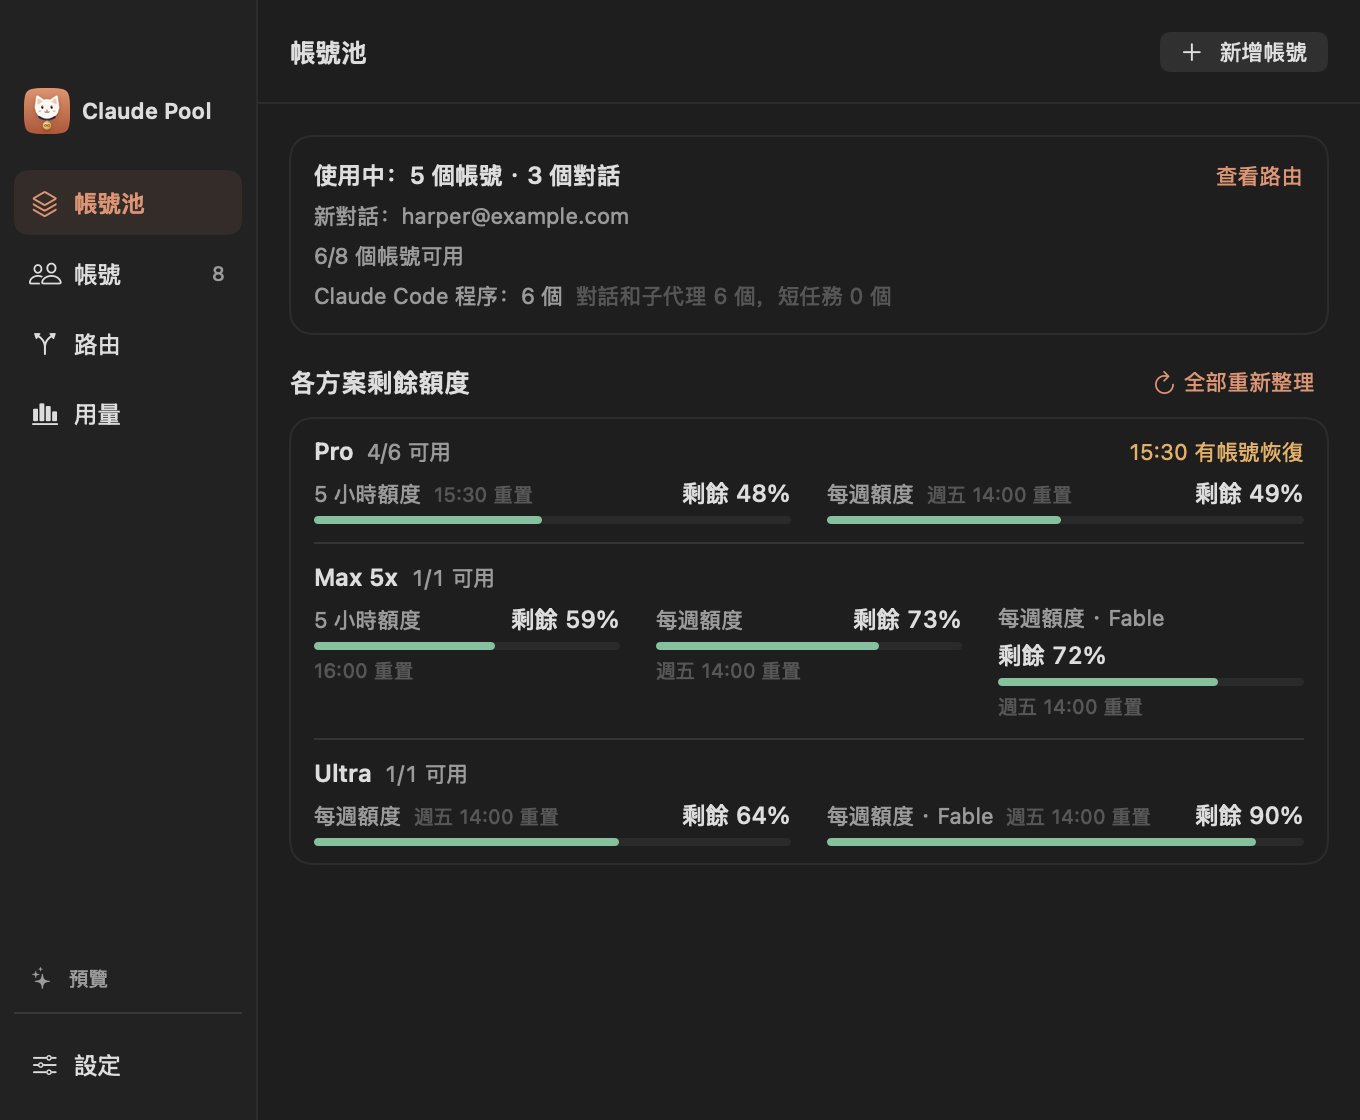 Claude Pool
帳號池
帳號 8
路由
用量
預覽
設定
帳號池
新增帳號
使用中：5 個帳號 · 3 個對話
查看路由
新對話：harper@example.com
6/8 個帳號可用
Claude Code 程序：6 個 對話和子代理 6 個，短任務 0 個
各方案剩餘額度
全部重新整理
Pro 4/6 可用
15:30 有帳號恢復
5 小時額度 15:30 重置 剩餘 48%
每週額度 週五 14:00 重置 剩餘 49%
Max 5x 1/1 可用
5 小時額度 剩餘 59%
16:00 重置
每週額度 剩餘 73%
週五 14:00 重置
每週額度 · Fable
剩餘 72%
週五 14:00 重置
Ultra 1/1 可用
每週額度 週五 14:00 重置 剩餘 64%
每週額度 · Fable 週五 14:00 重置 剩餘 90%